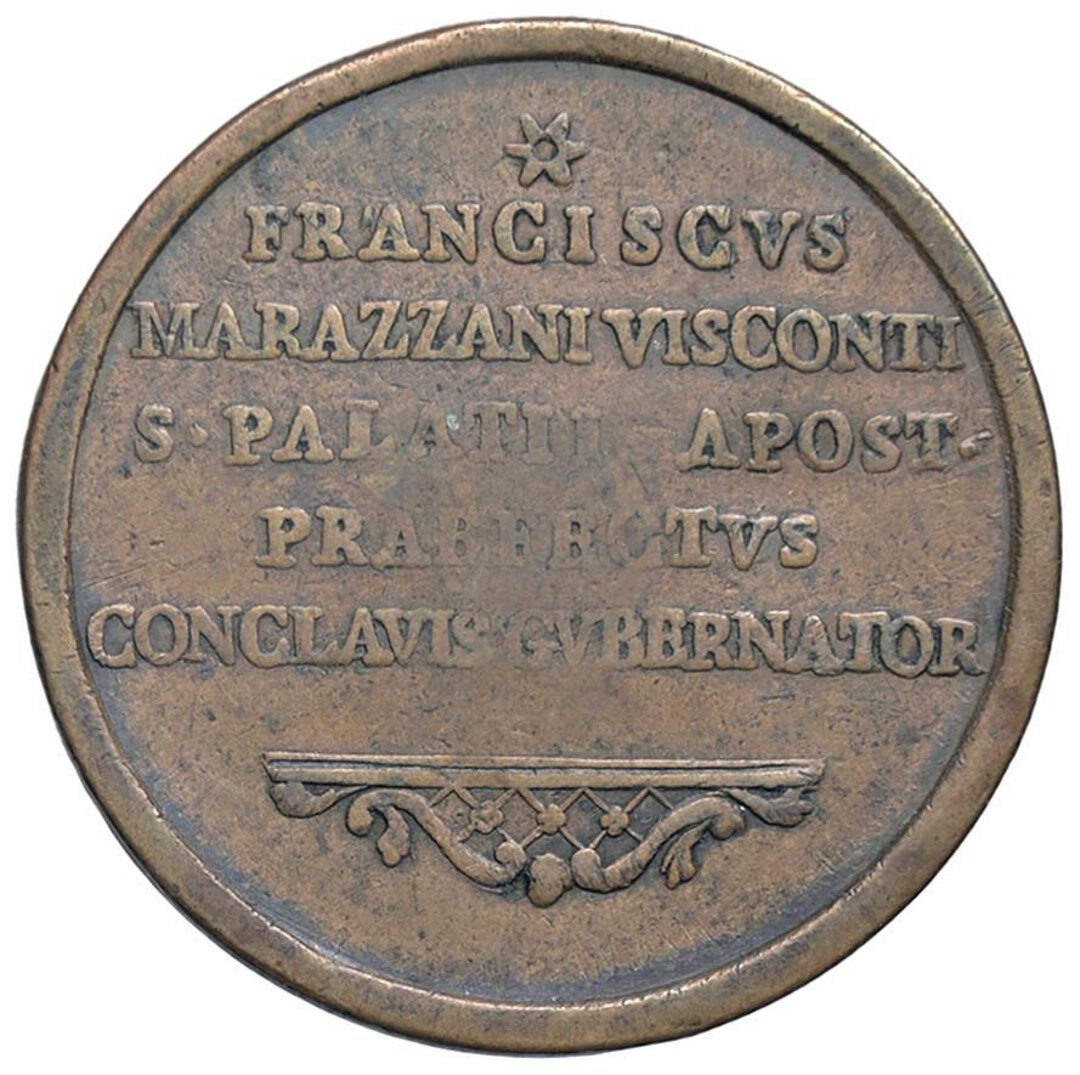 FRANCISCVS
MARAZZANI VISCONTI
S · PALATII APOST ·
PRAEFECTVS
CONCLAVIS GVBERNATOR